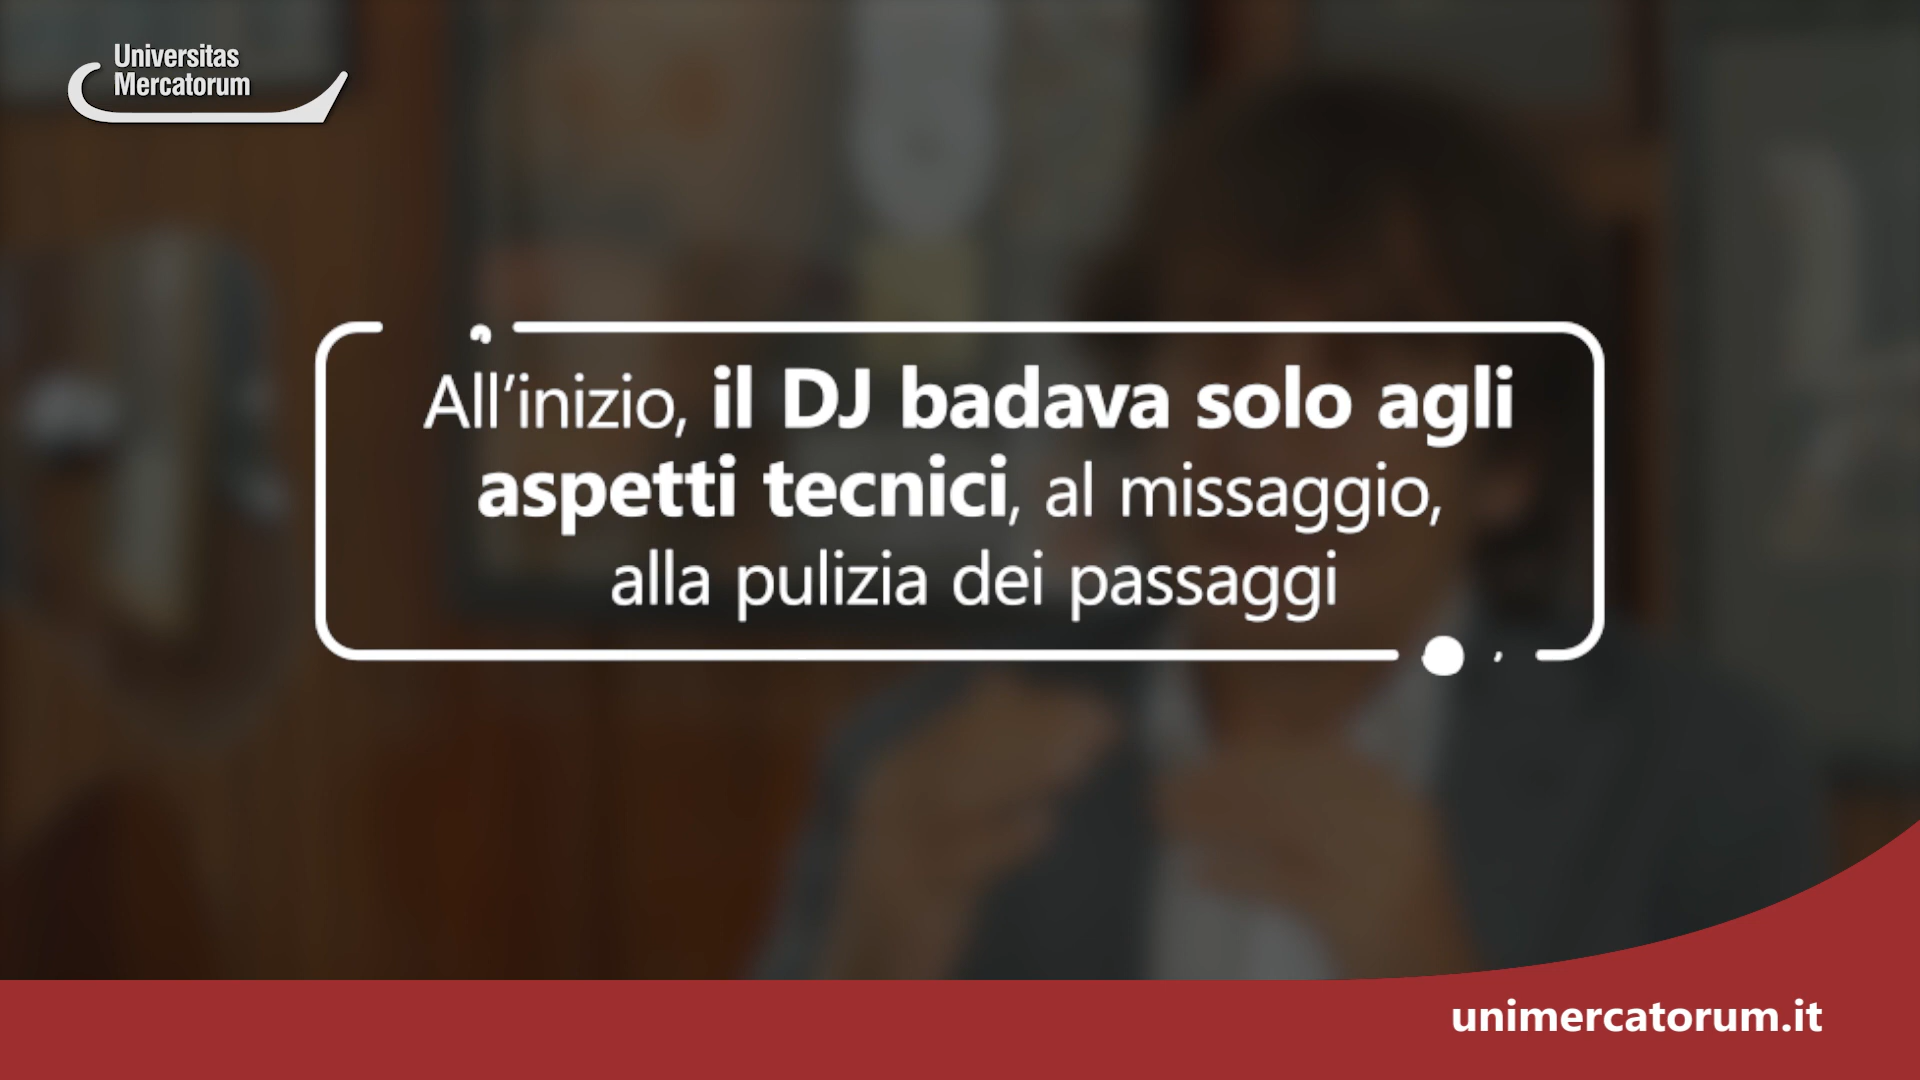 Universitas
Mercatorum
All’inizio, il DJ badava solo agli
aspetti tecnici, al missaggio,
alla pulizia dei passaggi
unimercatorum.it